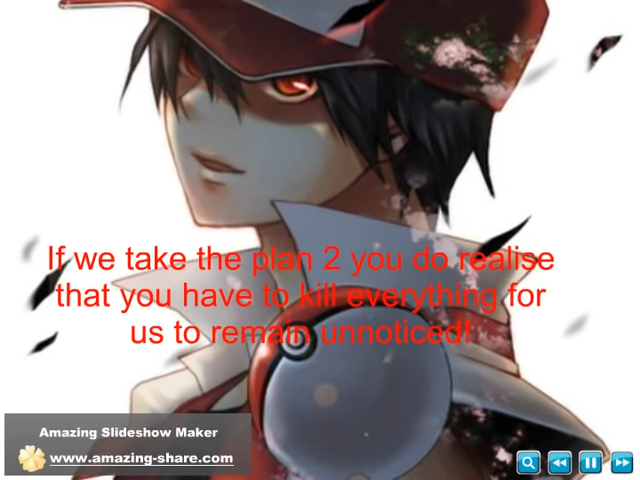 If we take the plan 2 you do realise
that you have to kill everything for
us to remain unnoticed!
Amazing Slideshow Maker
www.amazing-share.com